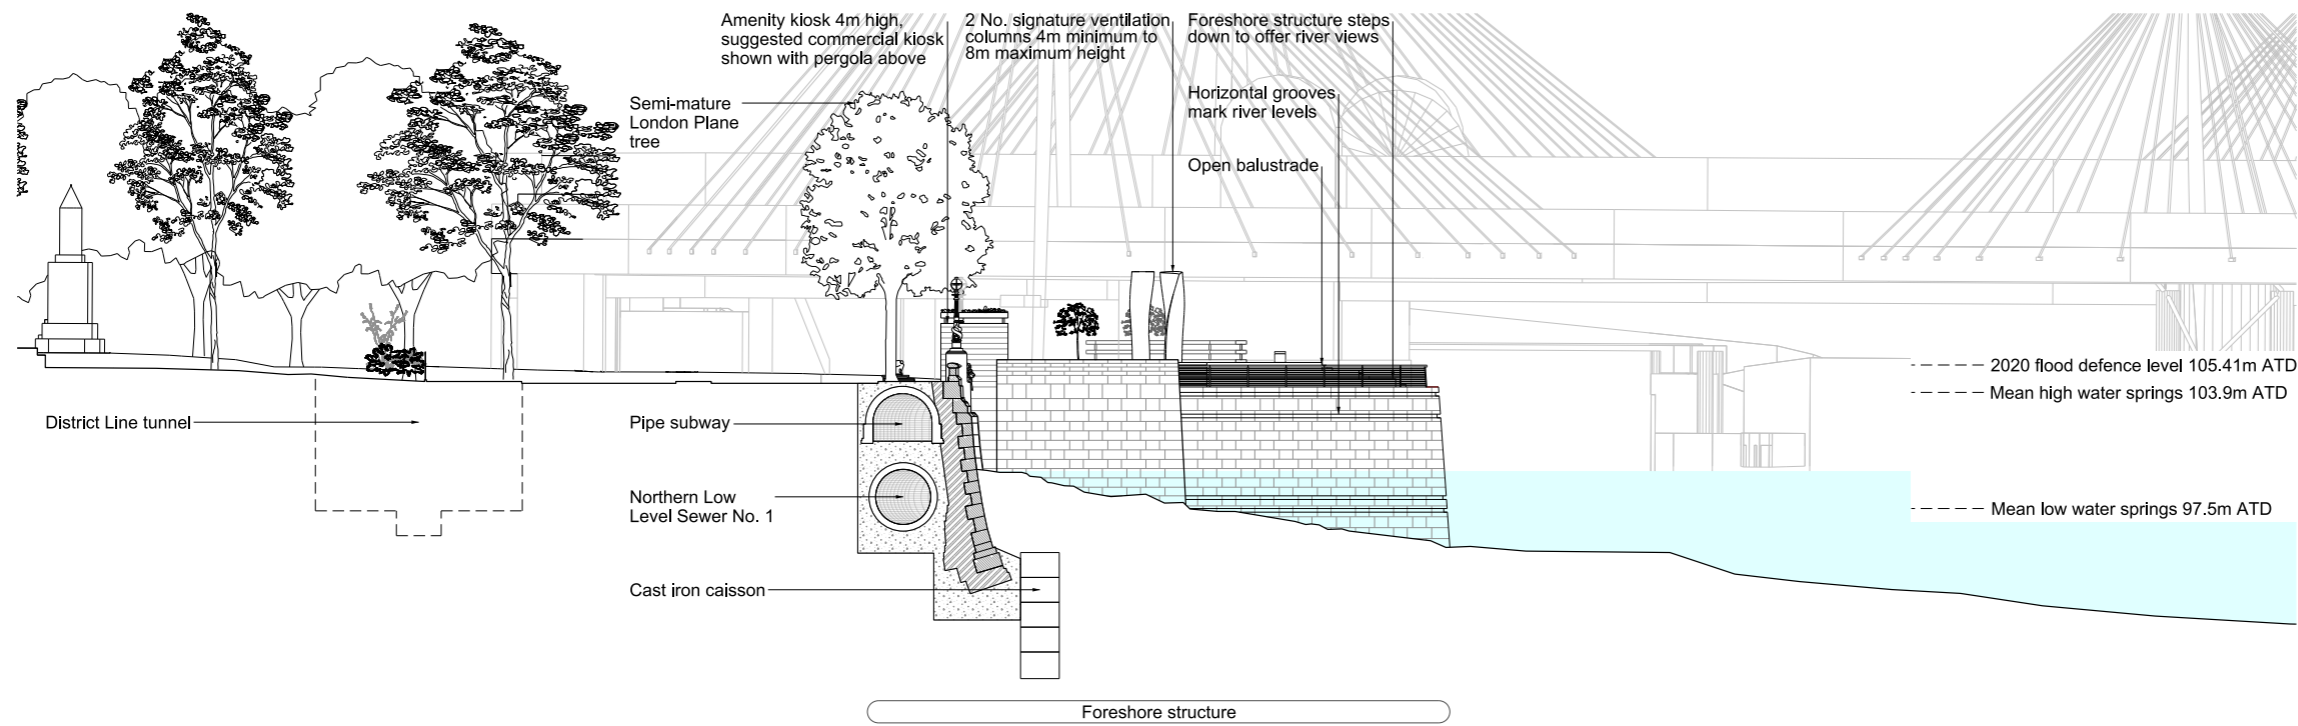 Amenity kiosk 4m high,
suggested commercial kiosk
shown with pergola above
2 No. signature ventilation
columns 4m minimum to
8m maximum height
Foreshore structure steps
down to offer river views
Semi-mature
London Plane
tree
Horizontal grooves
mark river levels
Open balustrade
2020 flood defence level 105.41m ATD
Mean high water springs 103.9m ATD
District Line tunnel
Pipe subway
Northern Low
Level Sewer No. 1
Mean low water springs 97.5m ATD
Cast iron caisson
Foreshore structure